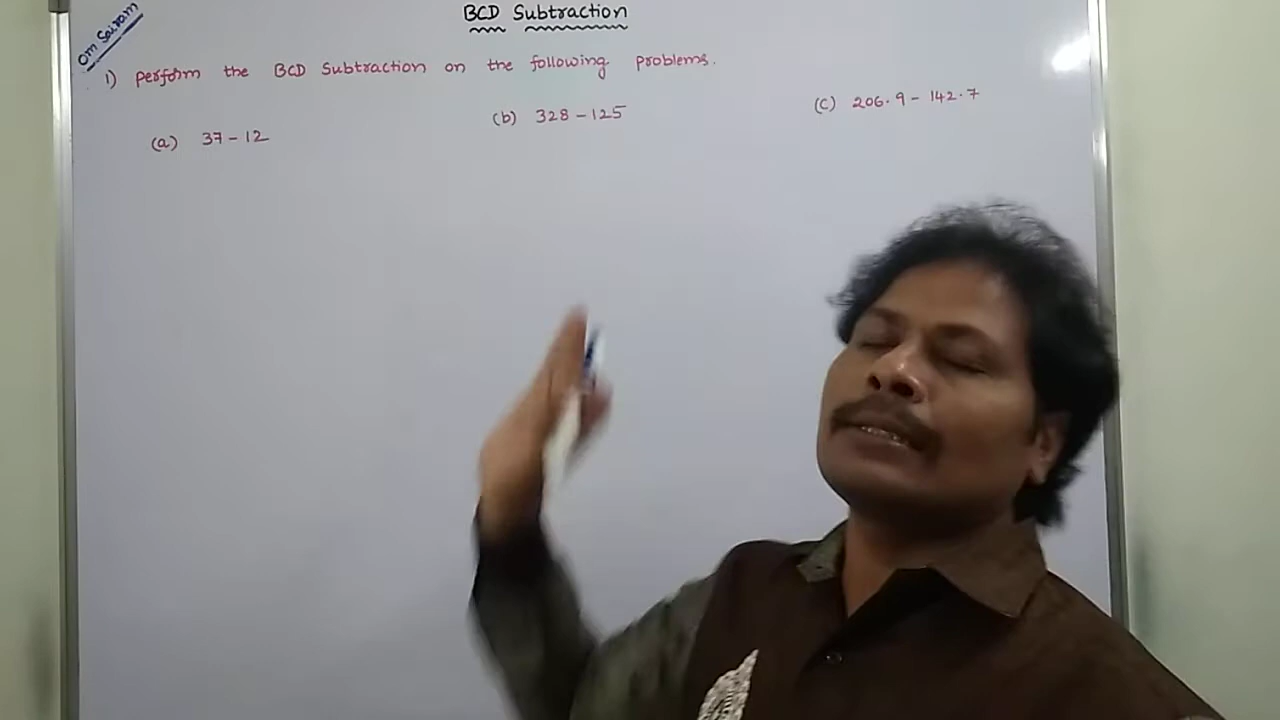 Om Sairam
BCD Subtraction
1) perform the BCD Subtraction on the following problems.
(a) 37-12
(b) 328-125
(c) 206.9-142.7